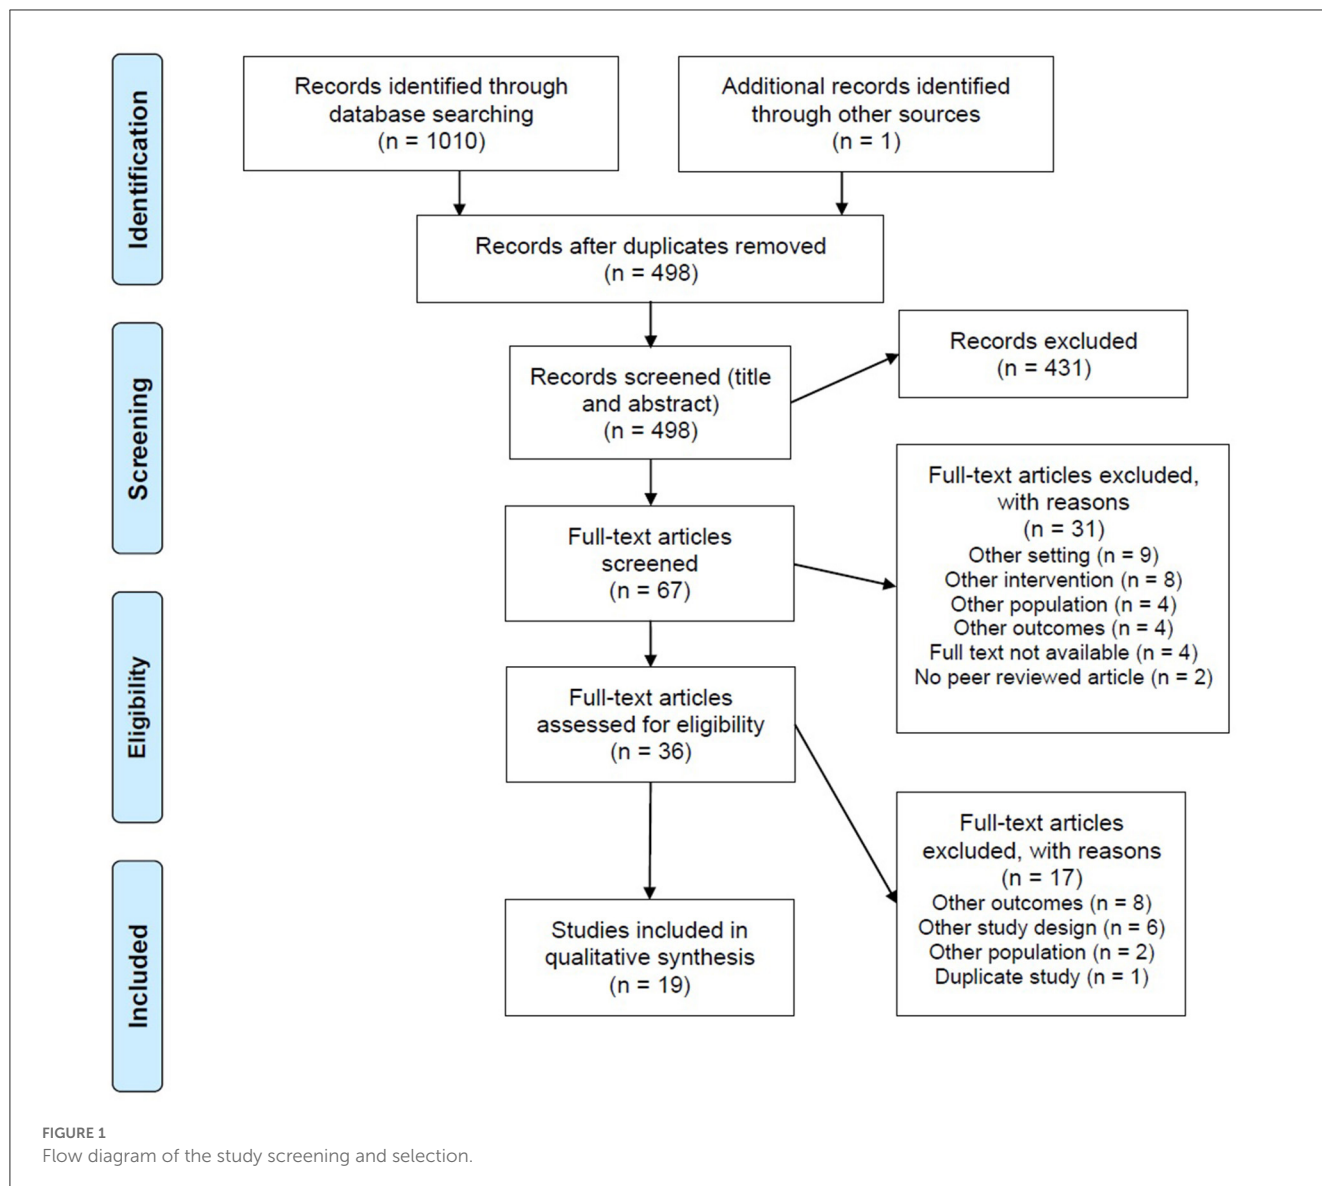 Identification
Records identified through
database searching
(n = 1010)
Additional records identified
through other sources
(n = 1)
Records after duplicates removed
(n = 498)
Screening
Records screened (title
and abstract)
(n = 498)
Records excluded
(n = 431)
Full-text articles
screened
(n = 67)
Full-text articles excluded,
with reasons
(n = 31)
Other setting (n = 9)
Other intervention (n = 8)
Other population (n = 4)
Other outcomes (n = 4)
Full text not available (n = 4)
No peer reviewed article (n = 2)
Eligibility
Full-text articles
assessed for eligibility
(n = 36)
Full-text articles
excluded, with reasons
(n = 17)
Other outcomes (n = 8)
Other study design (n = 6)
Other population (n = 2)
Duplicate study (n = 1)
Included
Studies included in
qualitative synthesis
(n = 19)
FIGURE 1
Flow diagram of the study screening and selection.